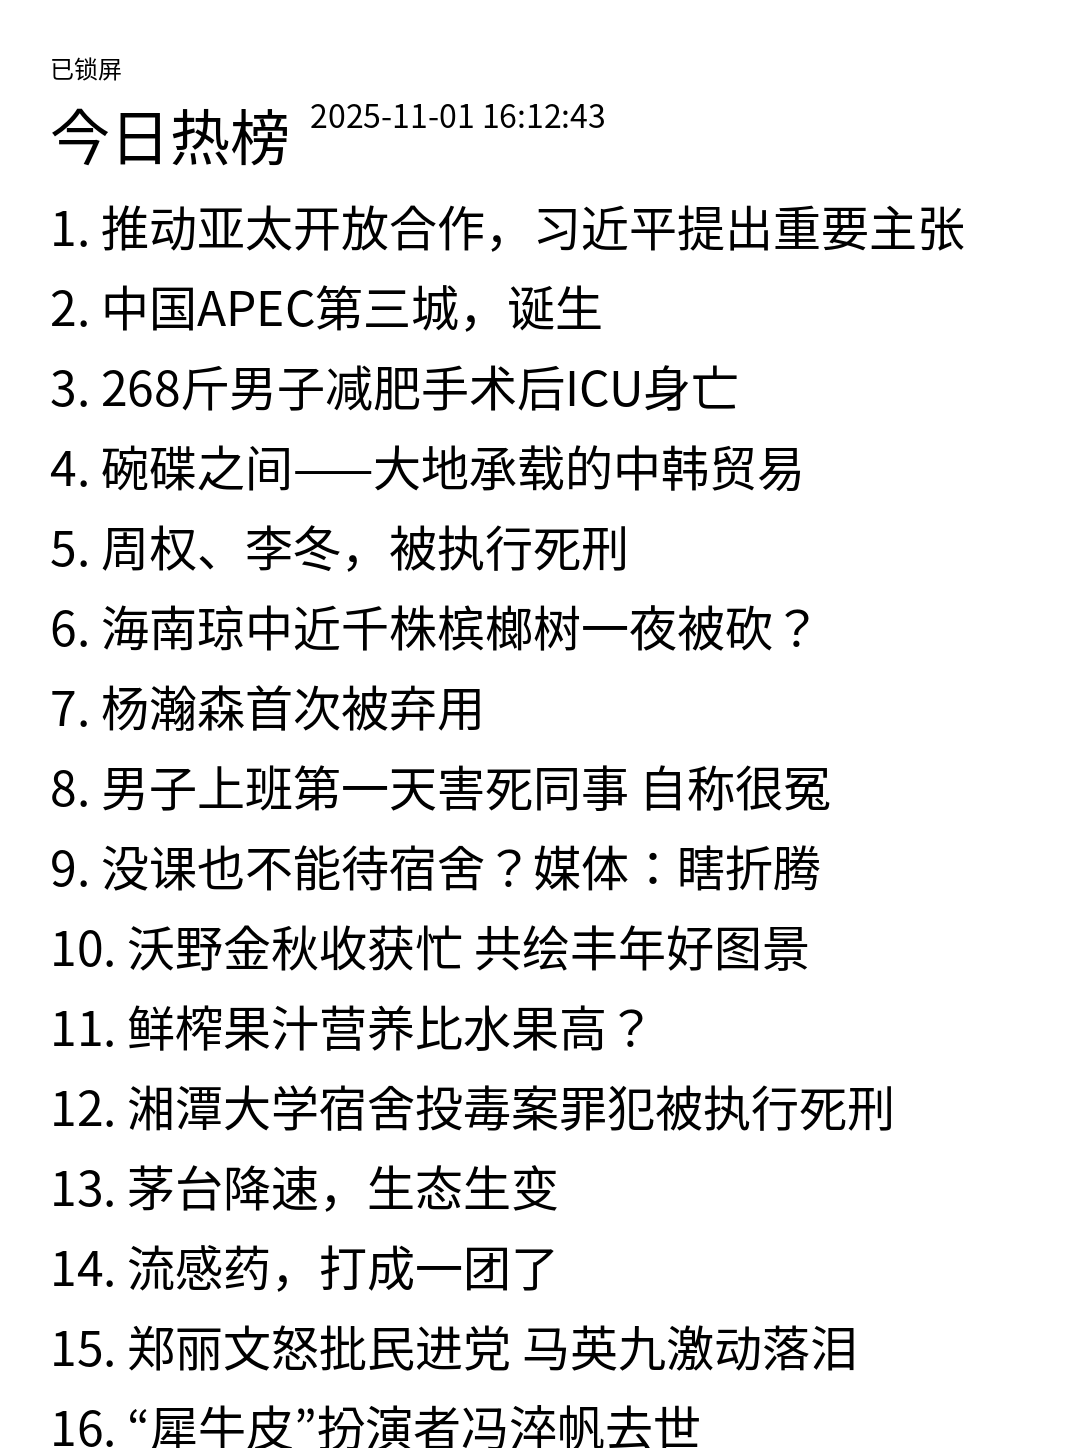 已锁屏
今日热榜 2025-11-01 16:12:43
1. 推动亚太开放合作，习近平提出重要主张
2. 中国APEC第三城，诞生
3. 268斤男子减肥手术后ICU身亡
4. 碗碟之间——大地承载的中韩贸易
5. 周权、李冬，被执行死刑
6. 海南琼中近千株槟榔树一夜被砍？
7. 杨瀚森首次被弃用
8. 男子上班第一天害死同事 自称很冤
9. 没课也不能待宿舍？媒体：瞎折腾
10. 沃野金秋收获忙 共绘丰年好图景
11. 鲜榨果汁营养比水果高？
12. 湘潭大学宿舍投毒案罪犯被执行死刑
13. 茅台降速，生态生变
14. 流感药，打成一团了
15. 郑丽文怒批民进党 马英九激动落泪
16. “犀牛皮”扮演者冯淬帆去世